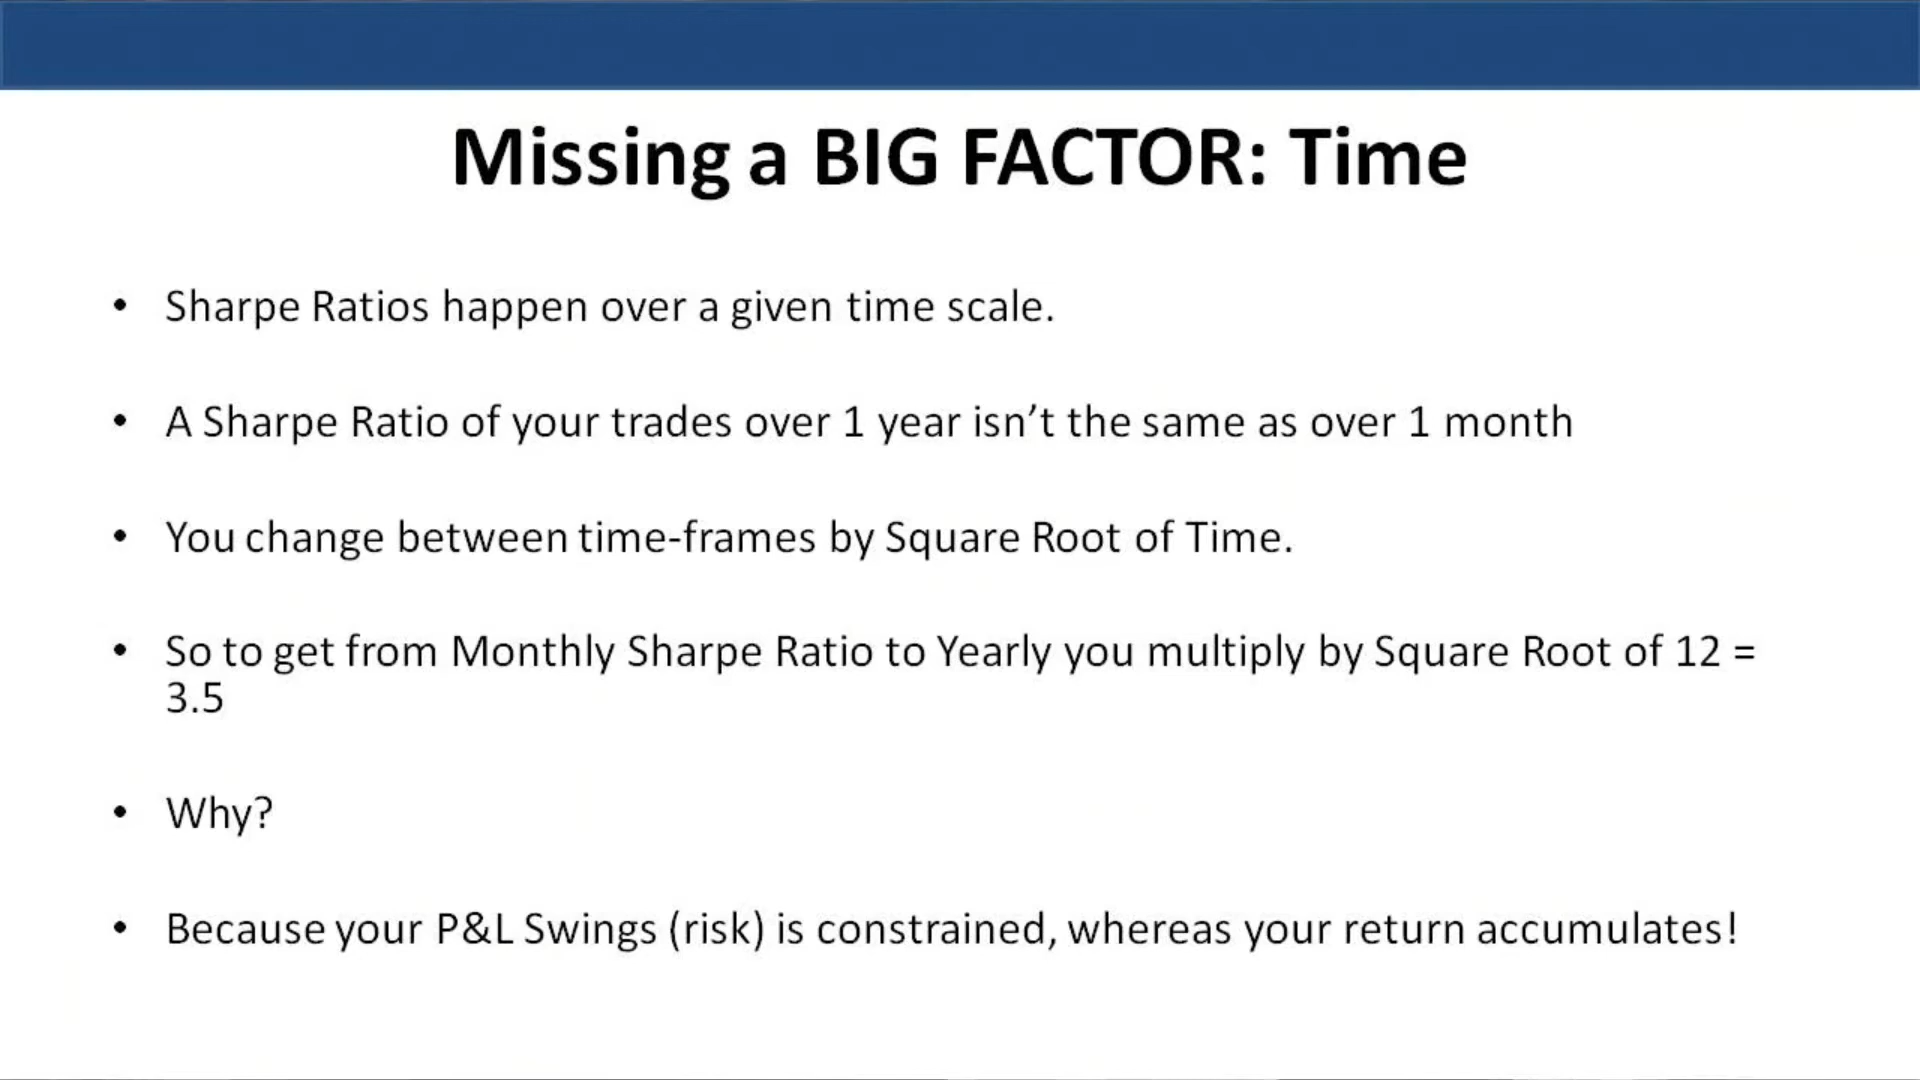 Missing a BIG FACTOR: Time
• Sharpe Ratios happen over a given time scale.
• A Sharpe Ratio of your trades over 1 year isn’t the same as over 1 month
• You change between time-frames by Square Root of Time.
• So to get from Monthly Sharpe Ratio to Yearly you multiply by Square Root of 12 =
3.5
• Why?
• Because your P&L Swings (risk) is constrained, whereas your return accumulates!